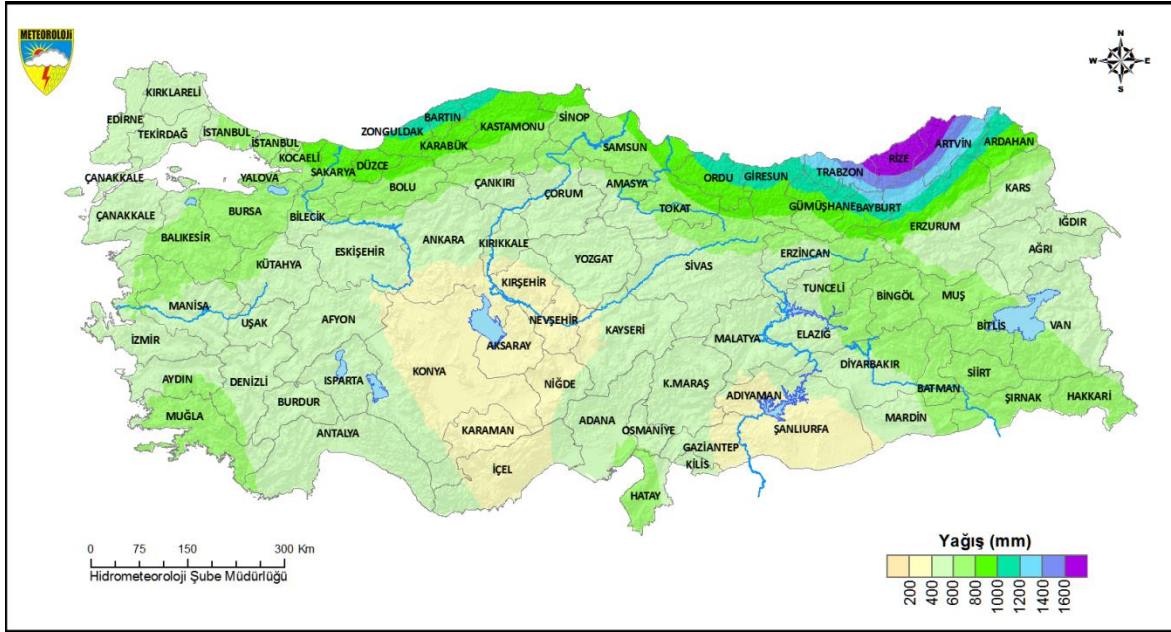 METEOROLOJİ
N
W E
S
KIRKLARELİ
EDİRNE
TEKİRDAĞ
İSTANBUL
İSTANBUL
KOCAELİ
YALOVA
ÇANAKKALE
ÇANAKKALE
BURSA
BALIKESİR
BİLECİK
SAKARYA
DÜZCE
BOLU
ZONGULDAK
BARTIN
KARABÜK
KASTAMONU
SİNOP
SAMSUN
ÇANKIRI
ÇORUM
AMASYA
TOKAT
ORDU
GİRESUN
TRABZON
RİZE
ARTVİN
ARDAHAN
GÜMÜŞHANE
BAYBURT
KARS
IĞDIR
ERZURUM
AĞRI
ESKİŞEHİR
ANKARA
KIRIKKALE
YOZGAT
SİVAS
ERZİNCAN
KÜTAHYA
KIRŞEHİR
TUNCELİ
BİNGÖL
MUŞ
MANİSA
UŞAK
AFYON
NEVŞEHİR
KAYSERİ
MALATYA
ELAZIĞ
BİTLİS
VAN
İZMİR
AKSARAY
DİYARBAKIR
AYDIN
DENİZLİ
ISPARTA
KONYA
NİĞDE
K.MARAŞ
ADIYAMAN
BATMAN
SİİRT
ŞIRNAK
HAKKARİ
MUĞLA
BURDUR
ANTALYA
KARAMAN
ADANA
OSMANİYE
GAZİANTEP
ŞANLIURFA
MARDİN
İÇEL
KİLİS
HATAY
0 75 150 300 Km
Hidrometeoroloji Şube Müdürlüğü
Yağış (mm)
200 400 600 800 1000 1200 1400 1600